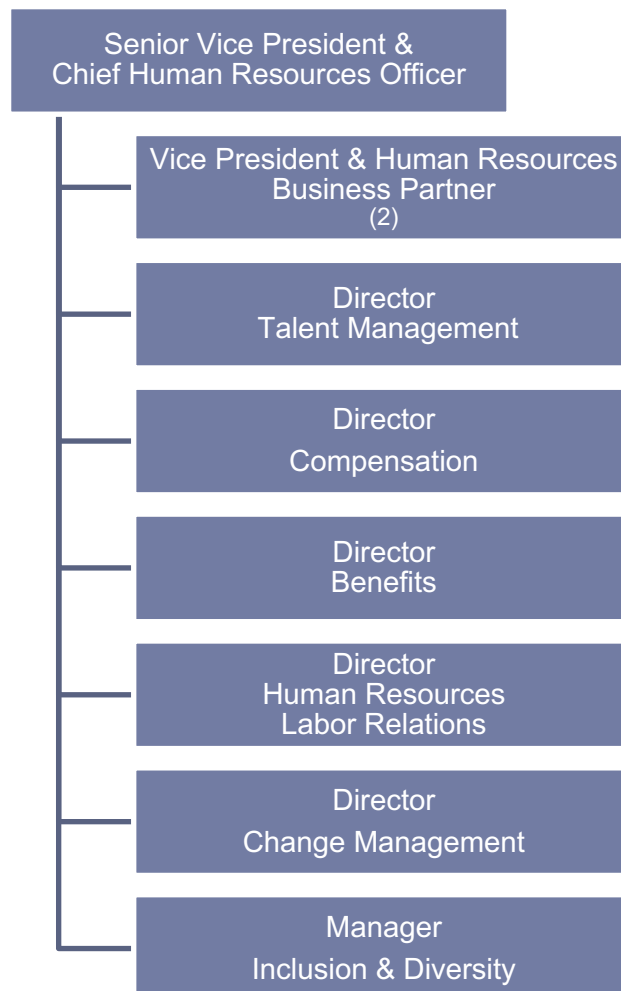 Senior Vice President &
Chief Human Resources Officer
Vice President & Human Resources
Business Partner
(2)
Director
Talent Management
Director
Compensation
Director
Benefits
Director
Human Resources
Labor Relations
Director
Change Management
Manager
Inclusion & Diversity